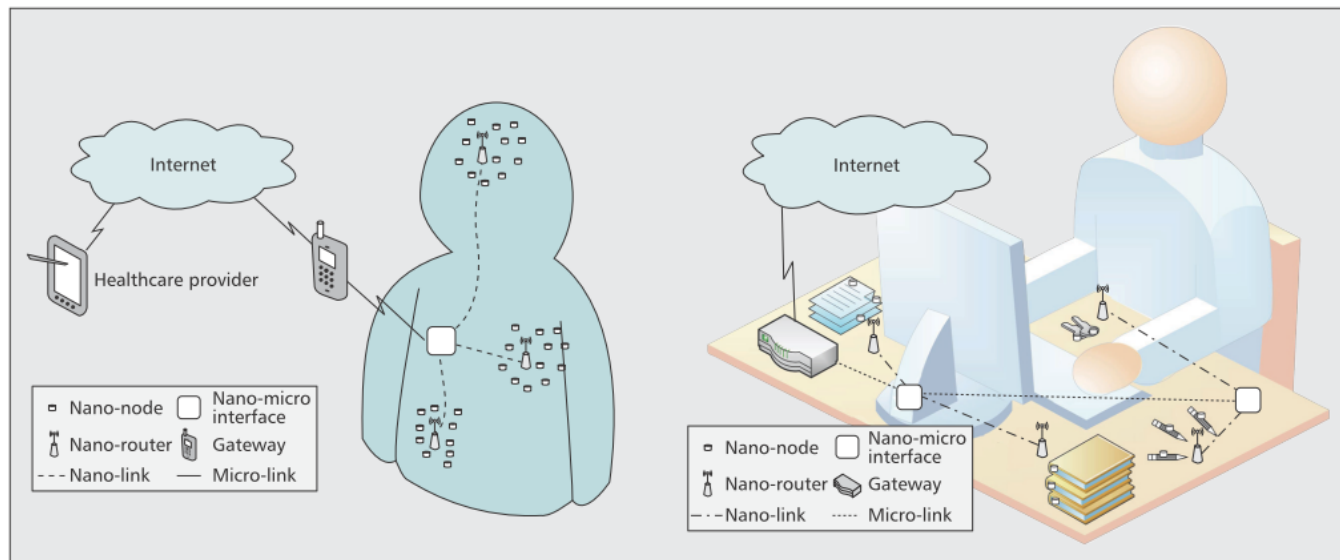 Internet
Healthcare provider
Nano-node
Nano-micro
interface
Nano-router
Gateway
Nano-link
Micro-link
Internet
Nano-node
Nano-micro
interface
Nano-router
Gateway
Nano-link
Micro-link